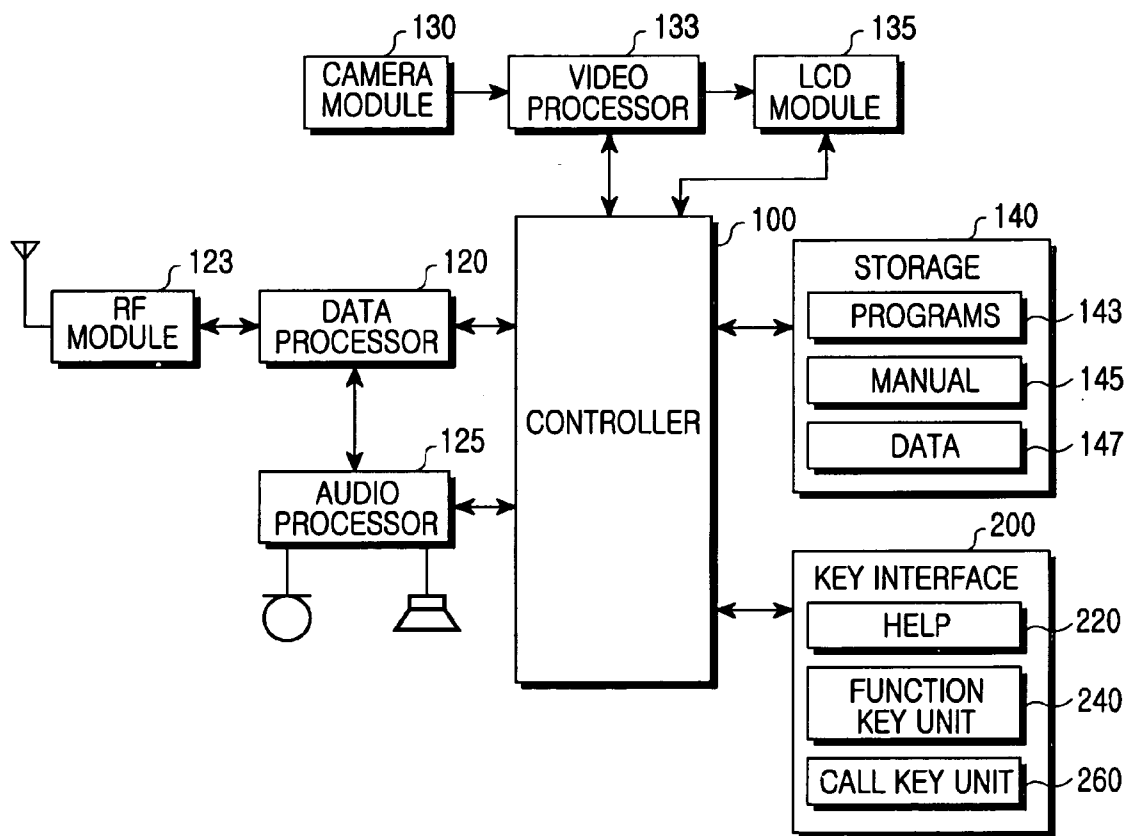 130
133
135
CAMERA
MODULE
VIDEO
PROCESSOR
LCD
MODULE
100
140
123
120
STORAGE
RF
MODULE
DATA
PROCESSOR
PROGRAMS
143
MANUAL
145
CONTROLLER
125
DATA
147
AUDIO
PROCESSOR
200
KEY INTERFACE
HELP
220
FUNCTION
KEY UNIT
240
CALL KEY UNIT
260